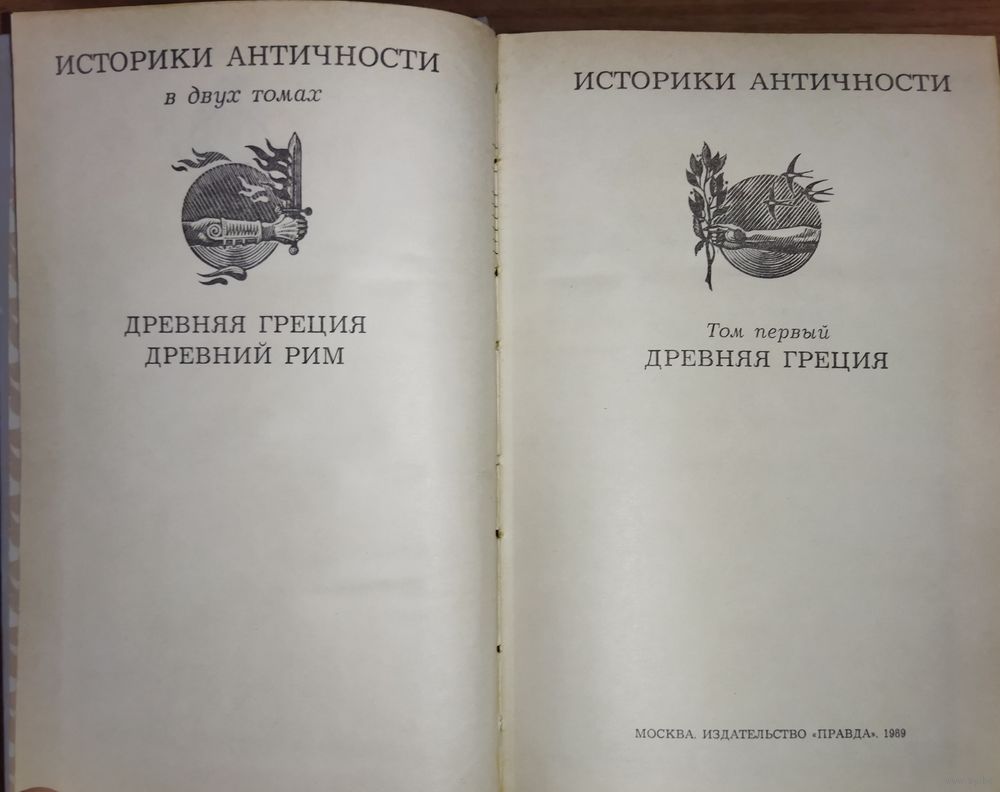 ИСТОРИКИ АНТИЧНОСТИ
в двух томах
ДРЕВНЯЯ ГРЕЦИЯ
ДРЕВНИЙ РИМ
ИСТОРИКИ АНТИЧНОСТИ
Том первый
ДРЕВНЯЯ ГРЕЦИЯ
МОСКВА. ИЗДАТЕЛЬСТВО «ПРАВДА». 1989